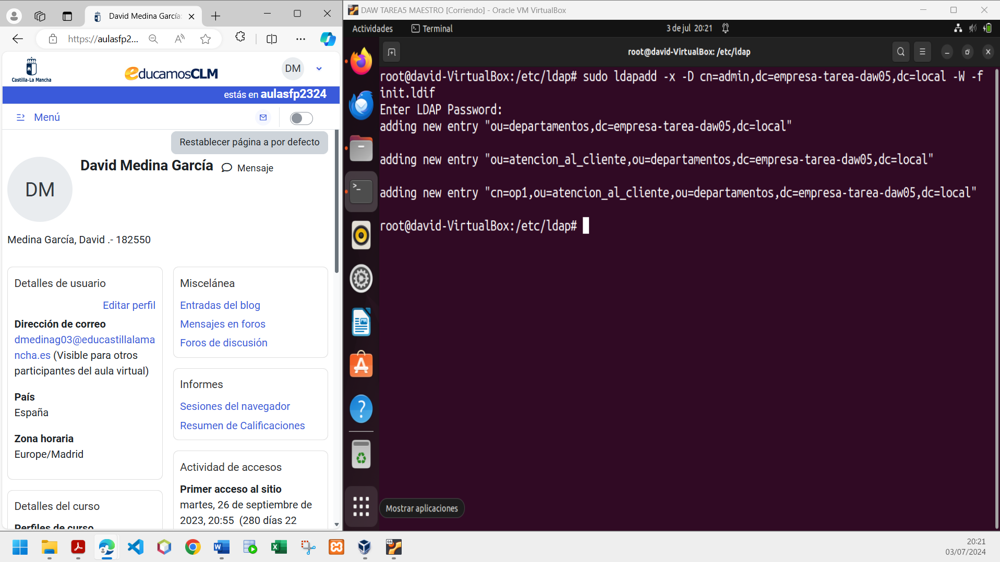 David Medina García:
https://aulasfp2...
Castilla-La Mancha
educamosCLM
DM
estás en aulasfp2324
Menú
Restablecer página a por defecto
DM
David Medina García
Mensaje
Medina García, David .- 182550
Detalles de usuario
Editar perfil
Dirección de correo
dmedinag03@educastillalama
ncha.es (Visible para otros
participantes del aula virtual)
País
España
Zona horaria
Europe/Madrid
Detalles del curso
Perfiles de curso
Miscelánea
Entradas del blog
Mensajes en foros
Foros de discusión
Informes
Sesiones del navegador
Resumen de Calificaciones
Actividad de accesos
Primer acceso al sitio
martes, 26 de septiembre de
2023, 20:55 (280 días 22
DAW TAREA5 MAESTRO [Corriendo] - Oracle VM VirtualBox
Actividades
Terminal
3 de jul 20:21
root@david-VirtualBox: /etc/ldap
root@david-VirtualBox:/etc/ldap# sudo ldapadd -x -D cn=admin,dc=empresa-tarea-daw05,dc=local -W -f
init.ldif
Enter LDAP Password:
adding new entry "ou=departamentos,dc=empresa-tarea-daw05,dc=local"
adding new entry "ou=atencion_al_cliente,ou=departamentos,dc=empresa-tarea-daw05,dc=local"
adding new entry "cn=op1,ou=atencion_al_cliente,ou=departamentos,dc=empresa-tarea-daw05,dc=local"
root@david-VirtualBox:/etc/ldap#
Mostrar aplicaciones
20:21
03/07/2024